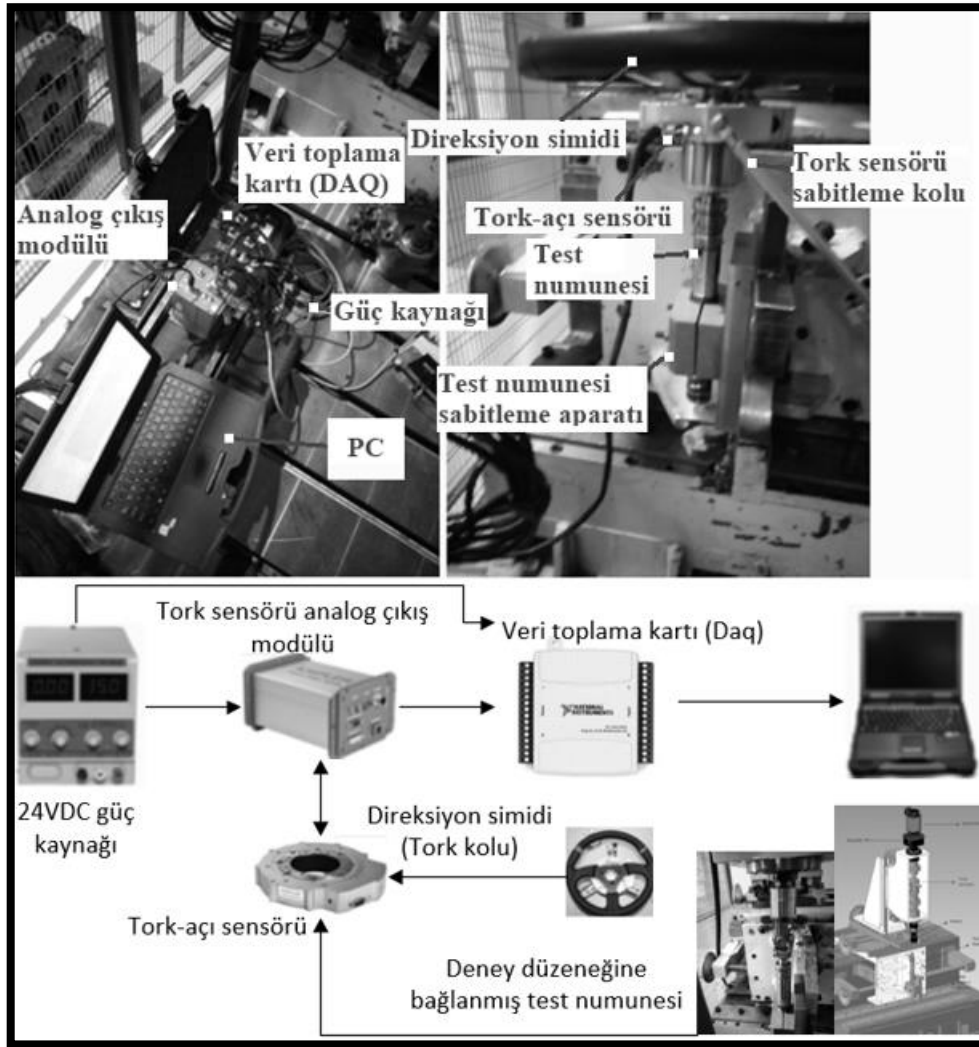 Veri toplama
kartı (DAQ)
Analog çıkış
modülü
Güç kaynağı
PC
Direksiyon simidi
Tork sensörü
sabitleme kolu
Tork-açı sensörü
Test
numunesi
Test numunesi
sabitleme aparatı
Tork sensörü analog çıkış
modülü
Veri toplama kartı (Daq)
NATIONAL
INSTRUMENTS
24VDC güç
kaynağı
Direksiyon simidi
(Tork kolu)
Tork-açı sensörü
Deney düzeneğine
bağlanmış test numunesi